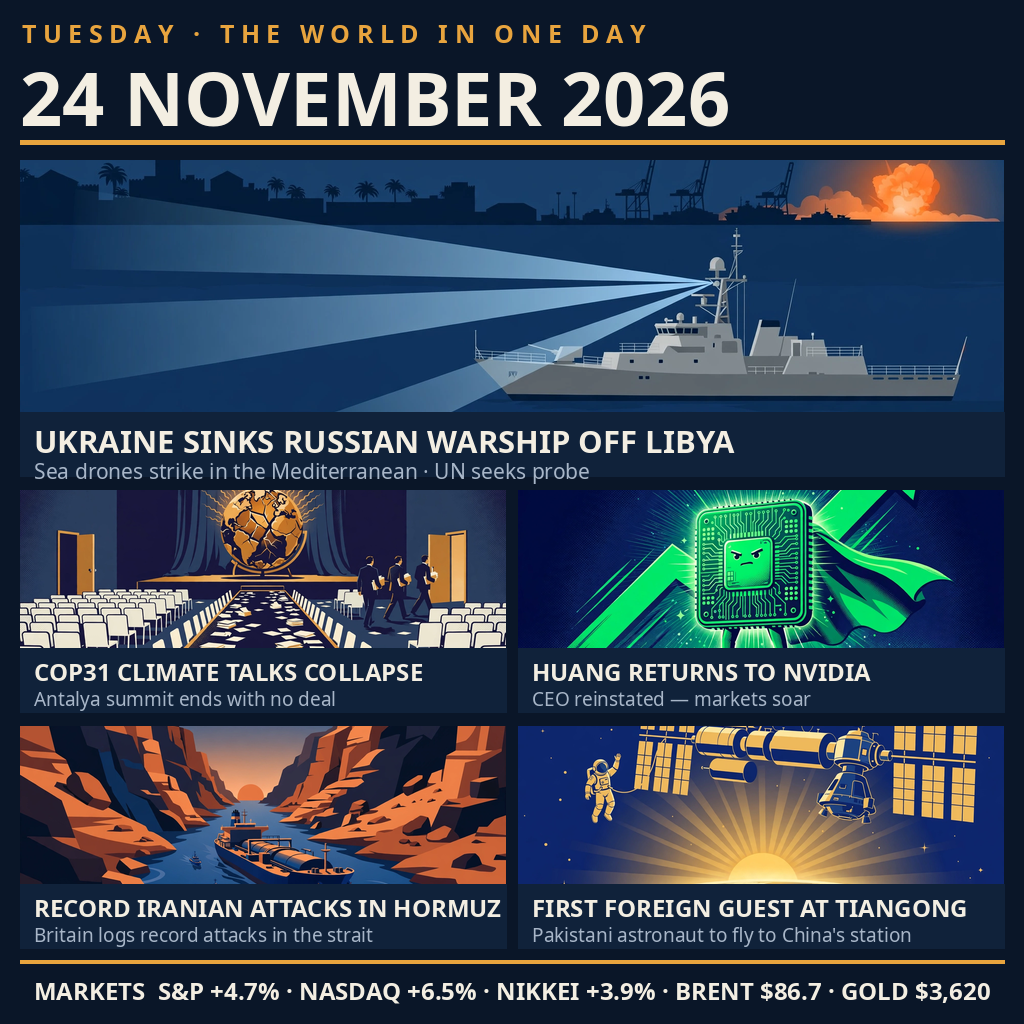 TUESDAY · THE WORLD IN ONE DAY
24 NOVEMBER 2026
UKRAINE SINKS RUSSIAN WARSHIP OFF LIBYA
Sea drones strike in the Mediterranean · UN seeks probe
COP31 CLIMATE TALKS COLLAPSE
Antalya summit ends with no deal
HUANG RETURNS TO NVIDIA
CEO reinstated — markets soar
RECORD IRANIAN ATTACKS IN HORMUZ
Britain logs record attacks in the strait
FIRST FOREIGN GUEST AT TIANGONG
Pakistani astronaut to fly to China's station
MARKETS S&P +4.7% · NASDAQ +6.5% · NIKKEI +3.9% · BRENT $86.7 · GOLD $3,620